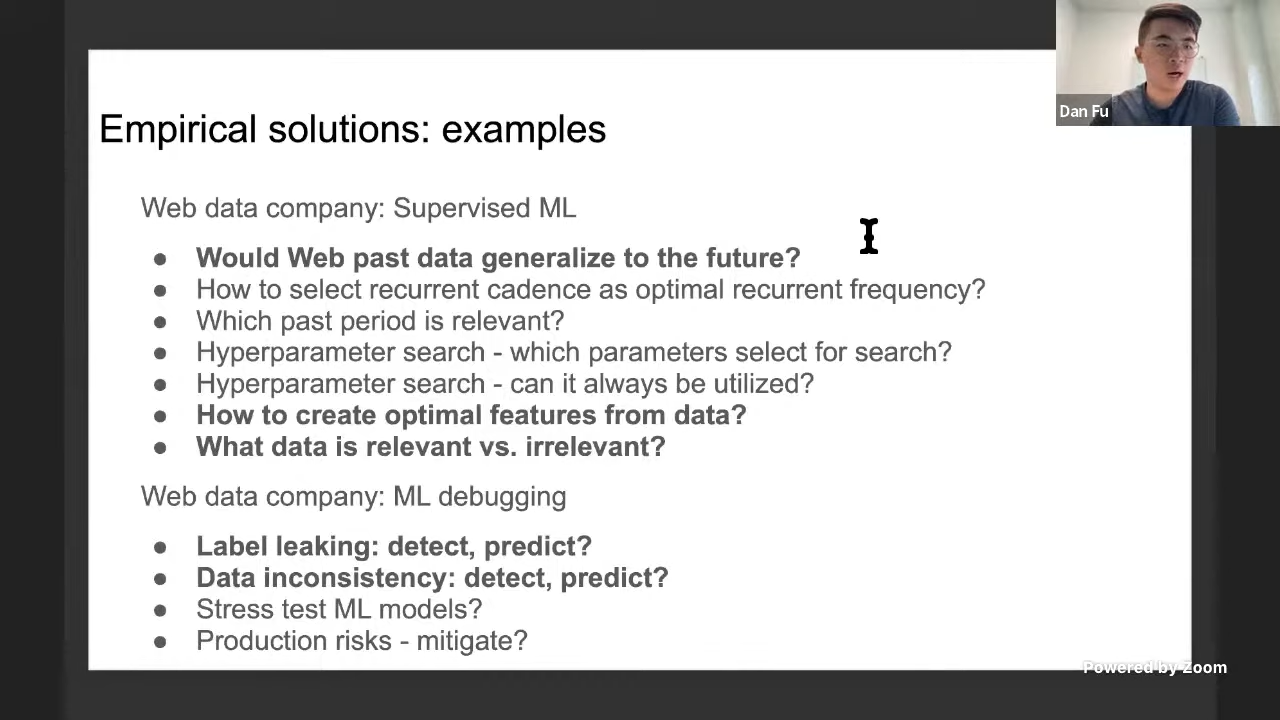 Dan Fu
Empirical solutions: examples
Web data company: Supervised ML
● Would Web past data generalize to the future?
● How to select recurrent cadence as optimal recurrent frequency?
● Which past period is relevant?
● Hyperparameter search - which parameters select for search?
● Hyperparameter search - can it always be utilized?
● How to create optimal features from data?
● What data is relevant vs. irrelevant?
Web data company: ML debugging
● Label leaking: detect, predict?
● Data inconsistency: detect, predict?
● Stress test ML models?
● Production risks - mitigate?
Powered by Zoom